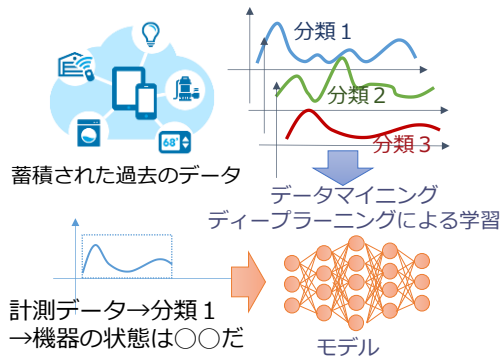 分類１
分類２
分類３
68°
蓄積された過去のデータ
データマイニング
ディープラーニングによる学習
計測データ→分類１
→機器の状態は○○だ
モデル